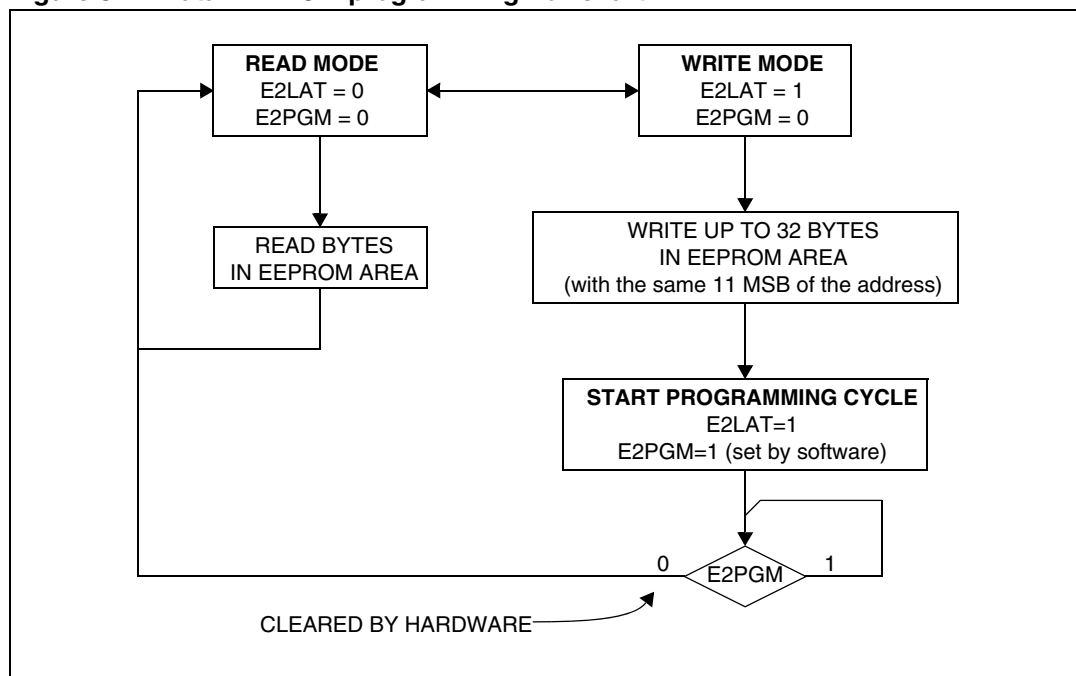 READ MODE
E2LAT = 0
E2PGM = 0
WRITE MODE
E2LAT = 1
E2PGM = 0
READ BYTES
IN EEPROM AREA
WRITE UP TO 32 BYTES
IN EEPROM AREA
(with the same 11 MSB of the address)
START PROGRAMMING CYCLE
E2LAT=1
E2PGM=1 (set by software)
0
E2PGM
1
CLEARED BY HARDWARE